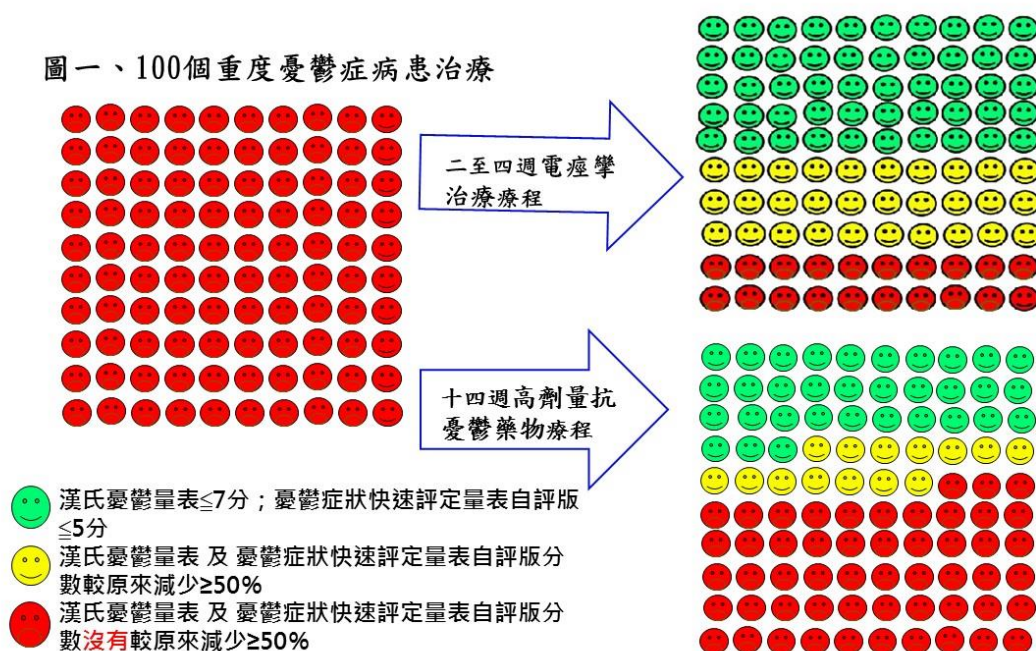 圖一、100個重度憂鬱症病患治療
二至四週電痙攣
治療療程
十四週高劑量抗
憂鬱藥物療程
漢氏憂鬱量表≦7分；憂鬱症狀快速評定量表自評版
≦5分
漢氏憂鬱量表 及 憂鬱症狀快速評定量表自評版分
數較原來減少≥50%
漢氏憂鬱量表 及 憂鬱症狀快速評定量表自評版分
數沒有較原來減少≥50%